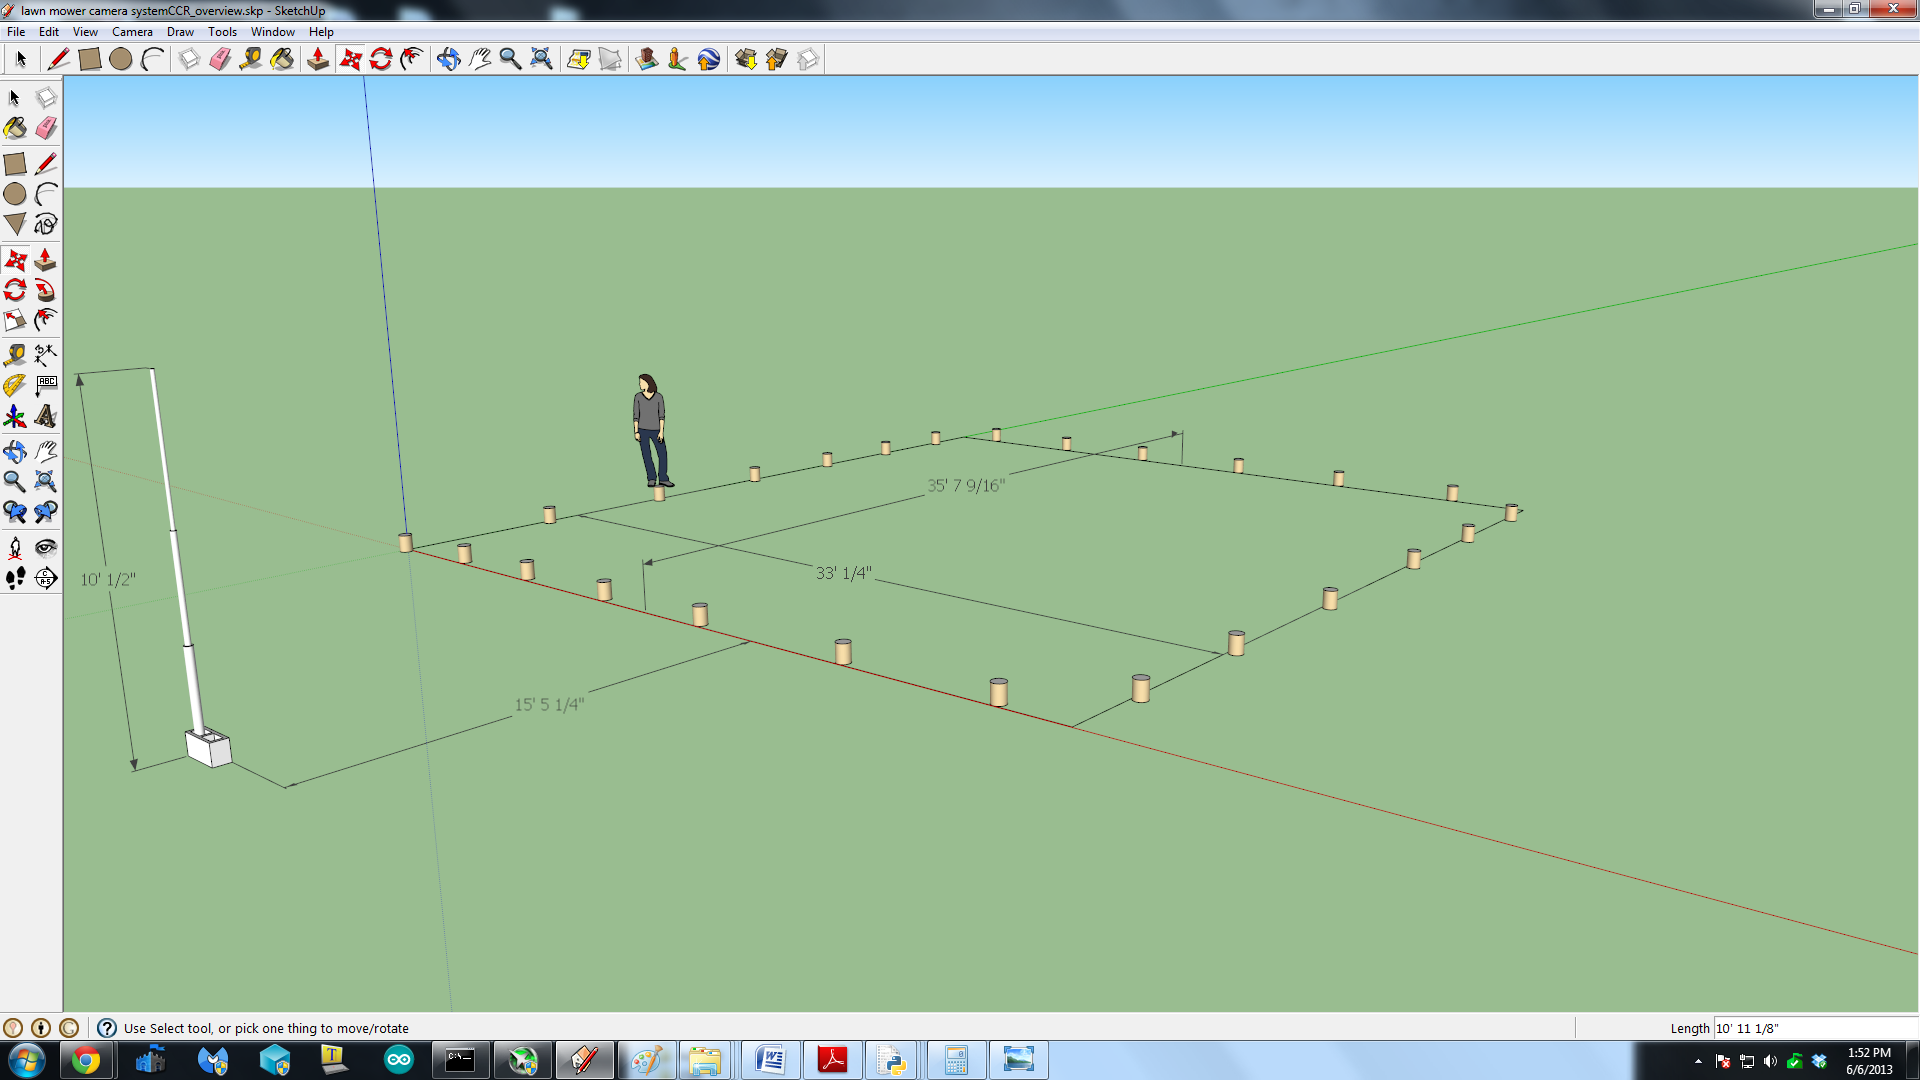 lawn mower camera systemCCR_overview.skp - SketchUp
File Edit View Camera Draw Tools Window Help
ABC
35' 7 9/16"
33' 1/4"
10' 1/2"
15' 5 1/4"
Use Select tool, or pick one thing to move/rotate
Length 10' 11 1/8"
C:\_
T
W
1:52 PM
6/6/2013